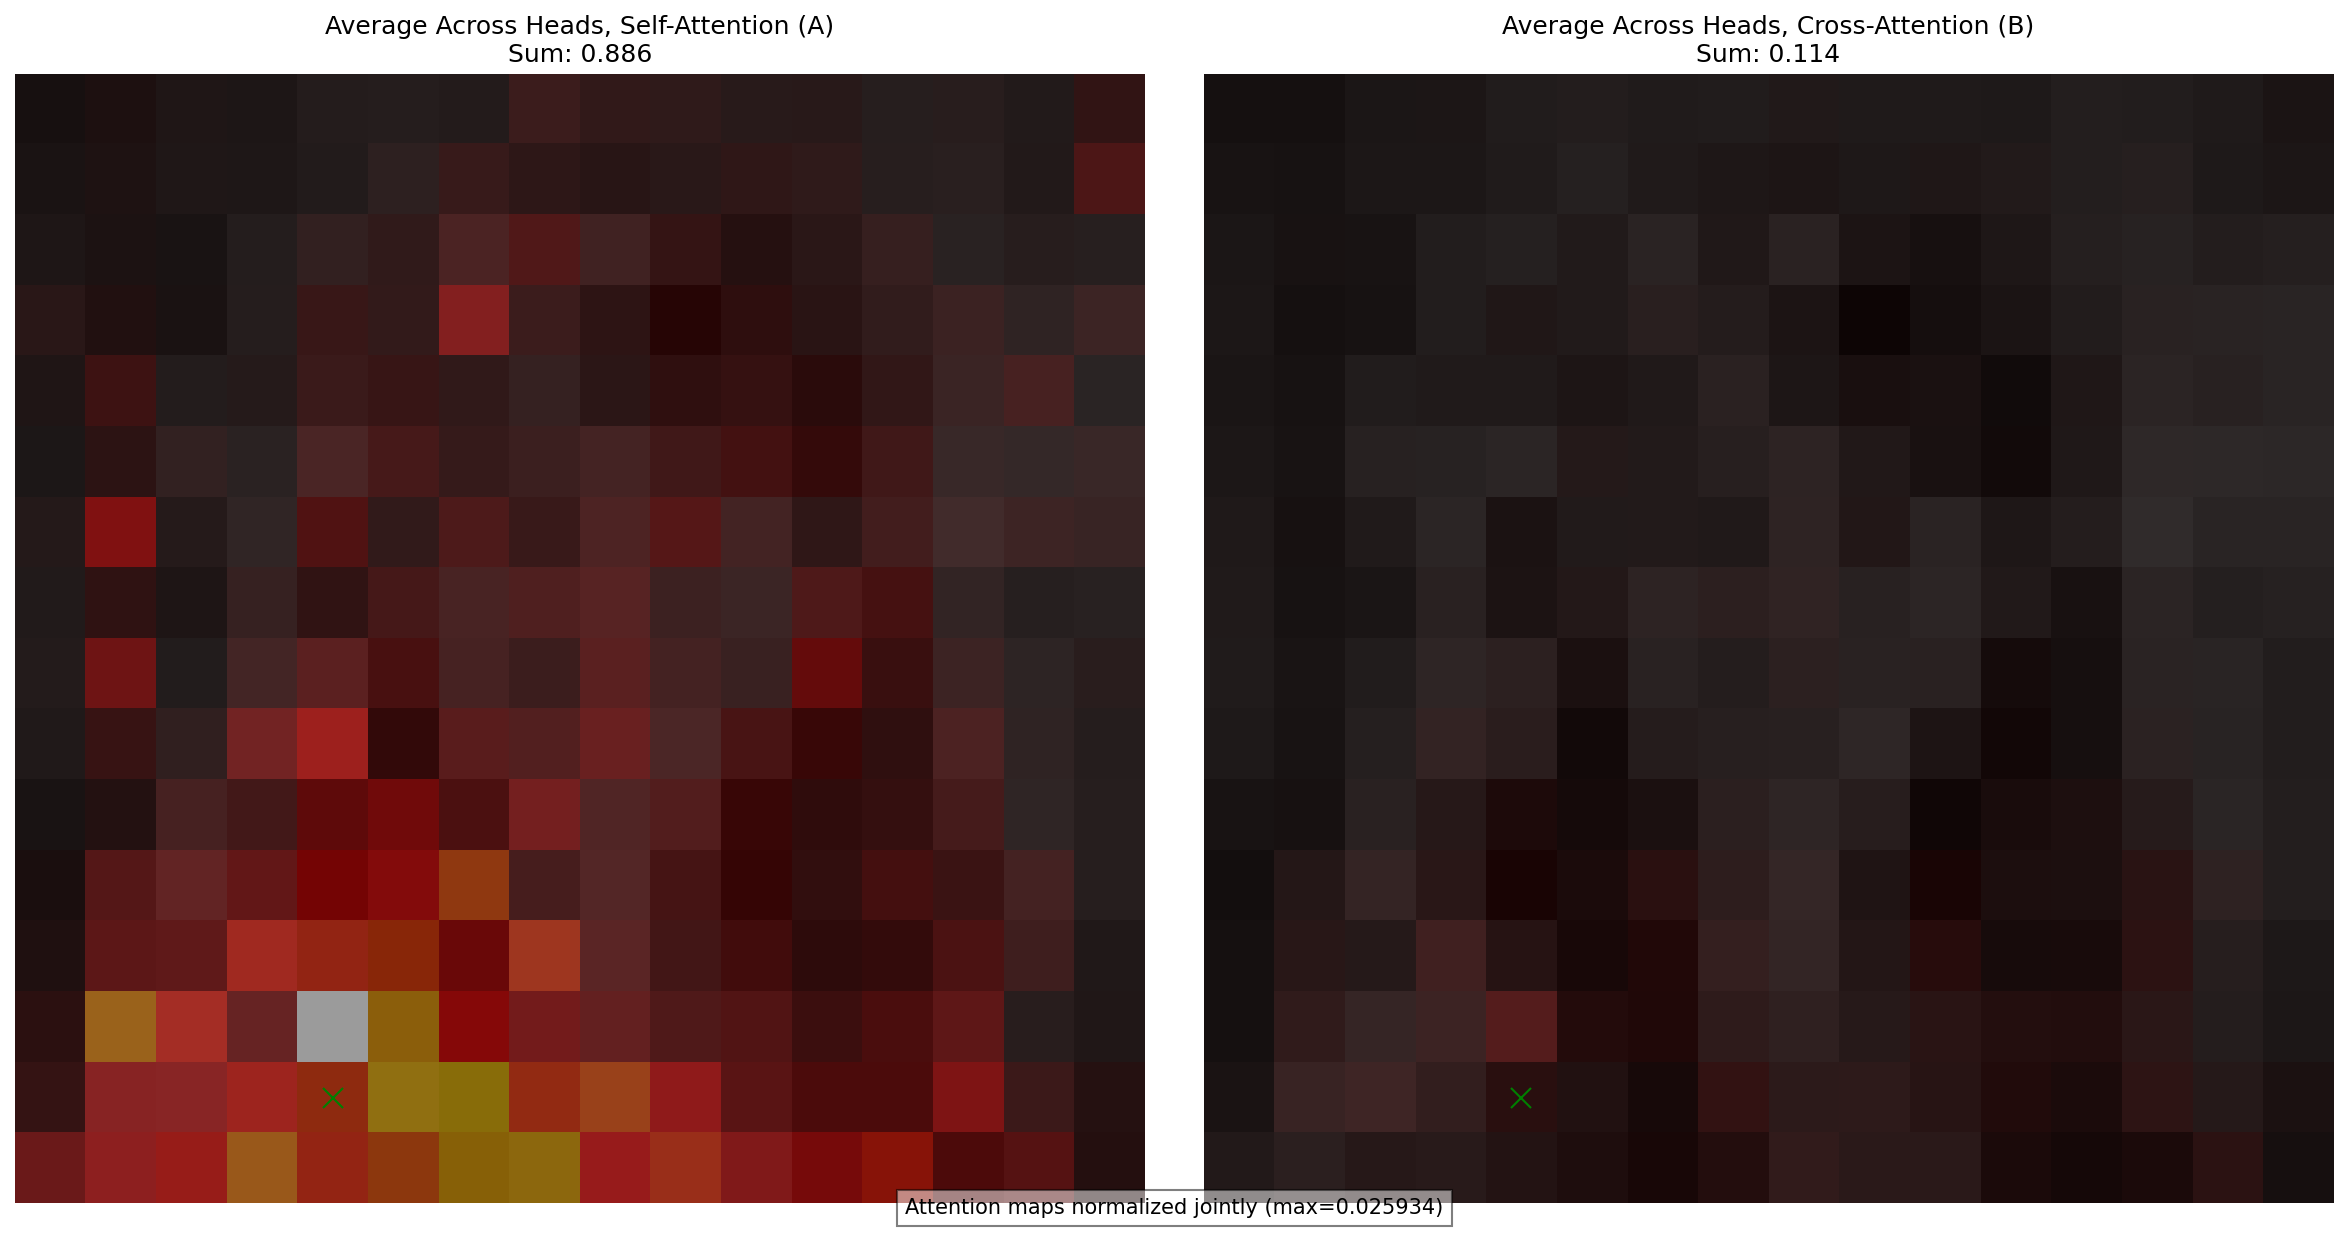 Average Across Heads, Self-Attention (A)
Sum: 0.886
Average Across Heads, Cross-Attention (B)
Sum: 0.114
Attention maps normalized jointly (max=0.025934)